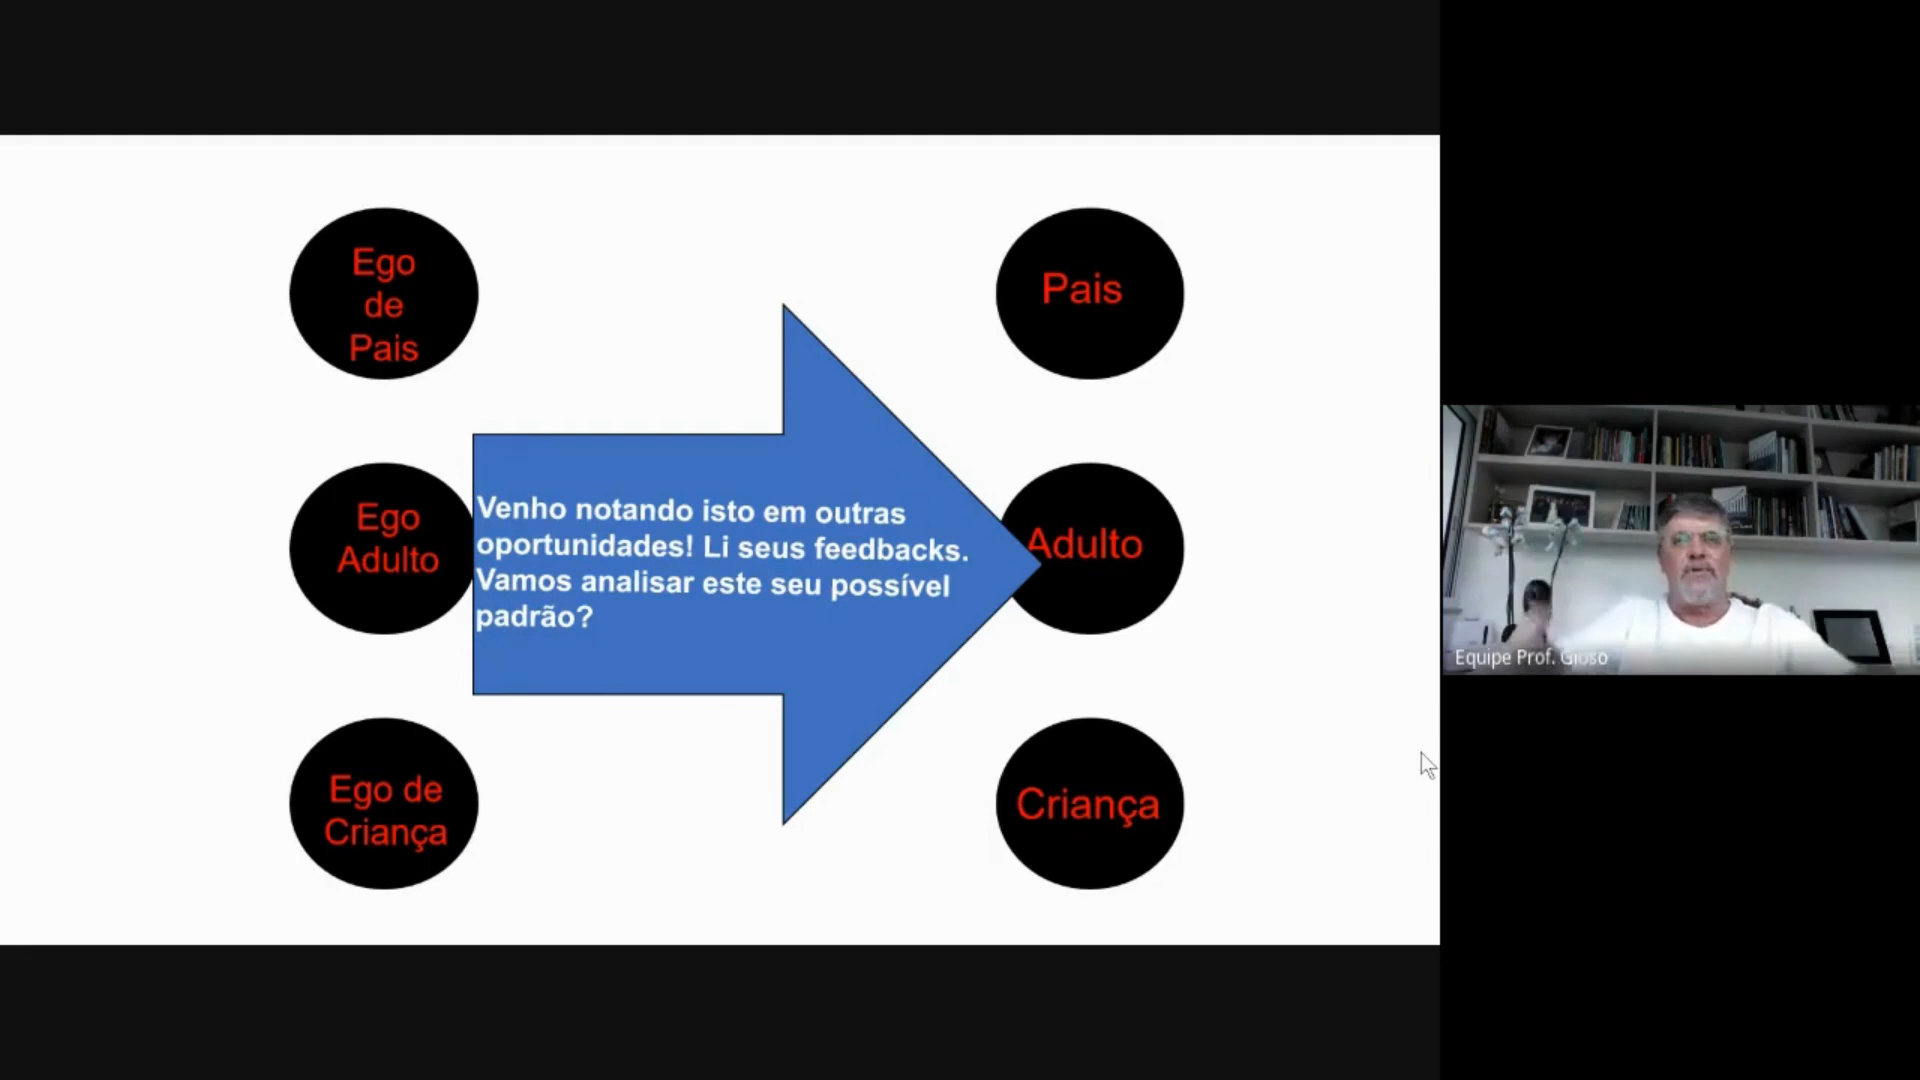 Ego
de
Pais
Pais
Ego
Adulto
Venho notando isto em outras
oportunidades! Li seus feedbacks.
Vamos analisar este seu possível
padrão?
Adulto
Ego de
Criança
Criança
Equipe Prof. Gioso